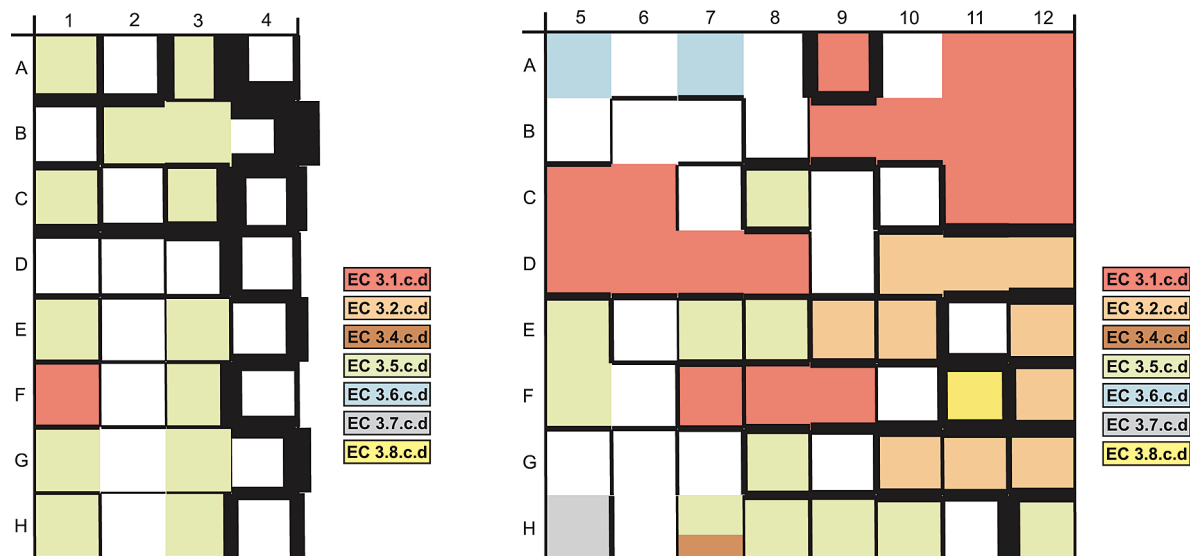 1 2 3 4
A
B
C
D
E
F
G
H
EC 3.1.c.d
EC 3.2.c.d
EC 3.4.c.d
EC 3.5.c.d
EC 3.6.c.d
EC 3.7.c.d
EC 3.8.c.d
5 6 7 8 9 10 11 12
A
B
C
D
E
F
G
H
EC 3.1.c.d
EC 3.2.c.d
EC 3.4.c.d
EC 3.5.c.d
EC 3.6.c.d
EC 3.7.c.d
EC 3.8.c.d